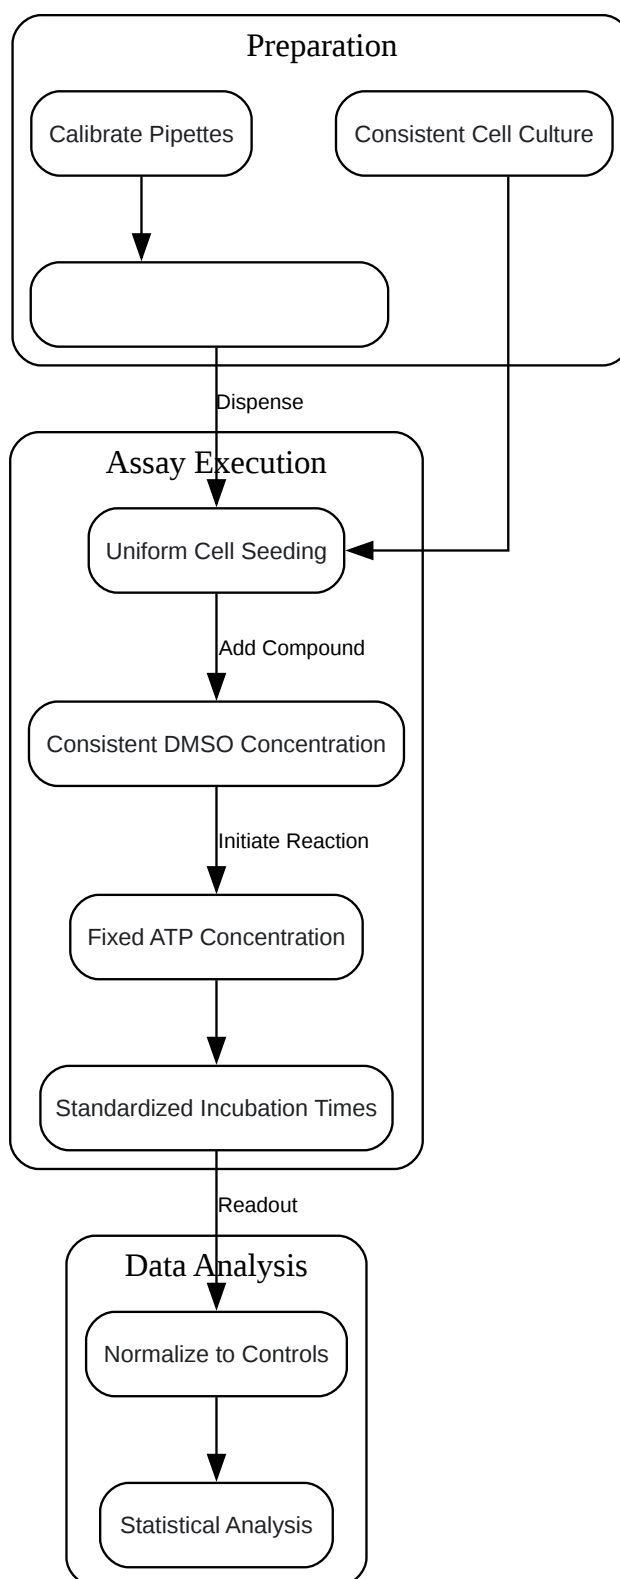 Preparation
Calibrate Pipettes
Consistent Cell Culture
Dispense
Assay Execution
Uniform Cell Seeding
Add Compound
Consistent DMSO Concentration
Initiate Reaction
Fixed ATP Concentration
Standardized Incubation Times
Readout
Data Analysis
Normalize to Controls
Statistical Analysis